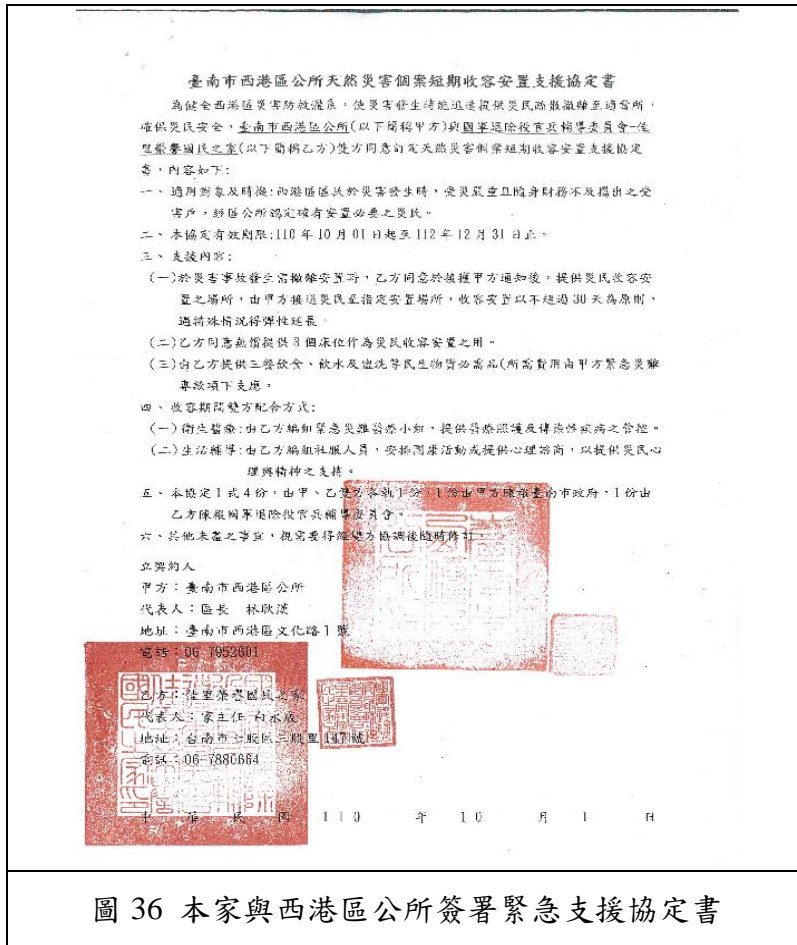 臺南市西港區公所天然災害個案短期收容安置支援協定書
為健全西港區災害防救體系，使災害發生時能迅速提供災民疏散撤離至適當所，
確保災民安全，臺南市西港區公所(以下簡稱甲方)與國軍退除役官兵輔導委員會-佳
里榮譽國民之家(以下簡稱乙方)雙方同意訂定天然災害個案短期收容安置支援協定
書，內容如下:
一、適用對象及時機:西港區區民於災害發生時，受災嚴重且隨身財務不及攜出之受
害戶，經區公所認定確有安置必要之災民。
二、本協定有效期限:110年10月01日起至112年12月31日止。
三、支援內容:
(一)於災害事故發生需撤離安置時，乙方同意於接獲甲方通知後，提供災民收容安
置之場所，由甲方接送災民至指定安置場所，收容安置以不超過30天為原則，
遇特殊情況得彈性延長。
(二)乙方同意無償提供3個床位作為災民收容安置之用。
(三)由乙方提供三餐飲食、飲水及盥洗等民生物資必需品(所需費用由甲方緊急災難
專款項下支應。
四、收容期間雙方配合方式:
(一)衛生醫療:由乙方編組緊急災難醫療小組，提供醫療照護及傳染性疾病之管控。
(二)生活輔導:由乙方編組社服人員，安排閒康活動或提供心理諮商，以提供災民心
理與精神之支持。
五、本協定1式4份，由甲、乙雙方各執1份，1份由甲方陳報臺南市政府，1份由
乙方陳報國軍退除役官兵輔導委員會。
六、其他未盡之事宜，視需要得經雙方協調後隨時修訂。
立契約人
甲方：臺南市西港區公所
代表人：區長 林欣漢
地址：臺南市西港區文化路1號
電話：06-7952601
乙方：佳里榮譽國民之家
代表人：家主任 向永成
地址：台南市七股區三股里147號
電話：06-7880664
中華民國 110 年 10 月 1 日
圖 36 本家與西港區公所簽署緊急支援協定書